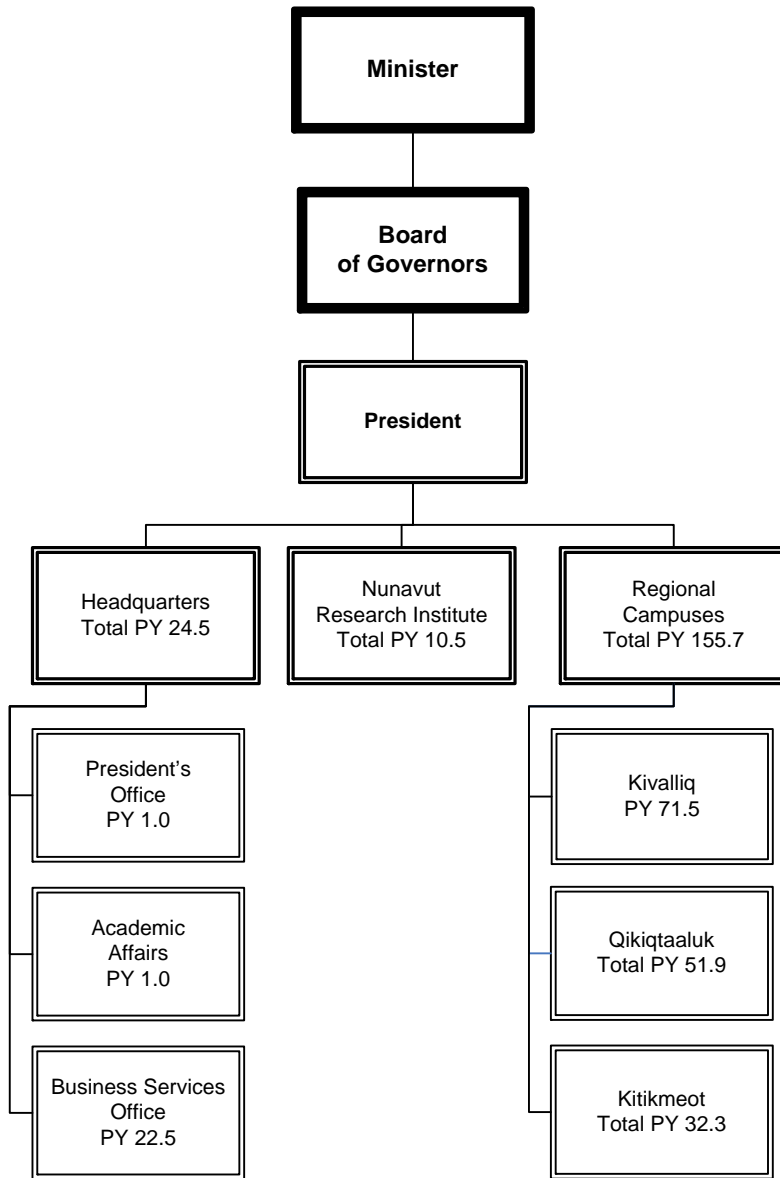 Minister
Board
of Governors
President
Headquarters
Total PY 24.5
Nunavut
Research Institute
Total PY 10.5
Regional
Campuses
Total PY 155.7
President's
Office
PY 1.0
Academic
Affairs
PY 1.0
Business Services
Office
PY 22.5
Kivalliq
PY 71.5
Qikiqtaaluk
Total PY 51.9
Kitikmeot
Total PY 32.3